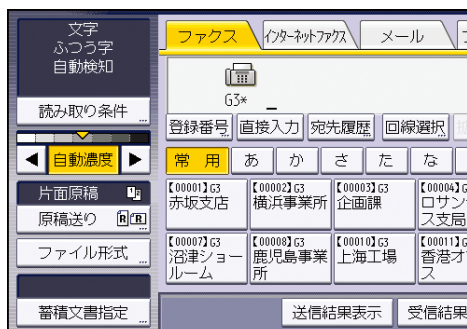 文字
ふつう字
自動検知
読み取り条件
自動濃度
片面原稿
原稿送り
ファイル形式
蓄積文書指定
ファクス
インターネットファクス
メール
G3*
登録番号
直接入力
宛先履歴
回線選択
常用
あ
か
さ
た
な
【00001】G3
赤坂支店
【00002】G3
横浜事業所
【00003】G3
企画課
【00004】G
ロサン
ス支局
【00007】G3
沼津ショー
ルーム
【00008】G3
鹿児島事業
所
【00010】G3
上海工場
【00011】G
香港オ
ス
送信結果表示
受信結果